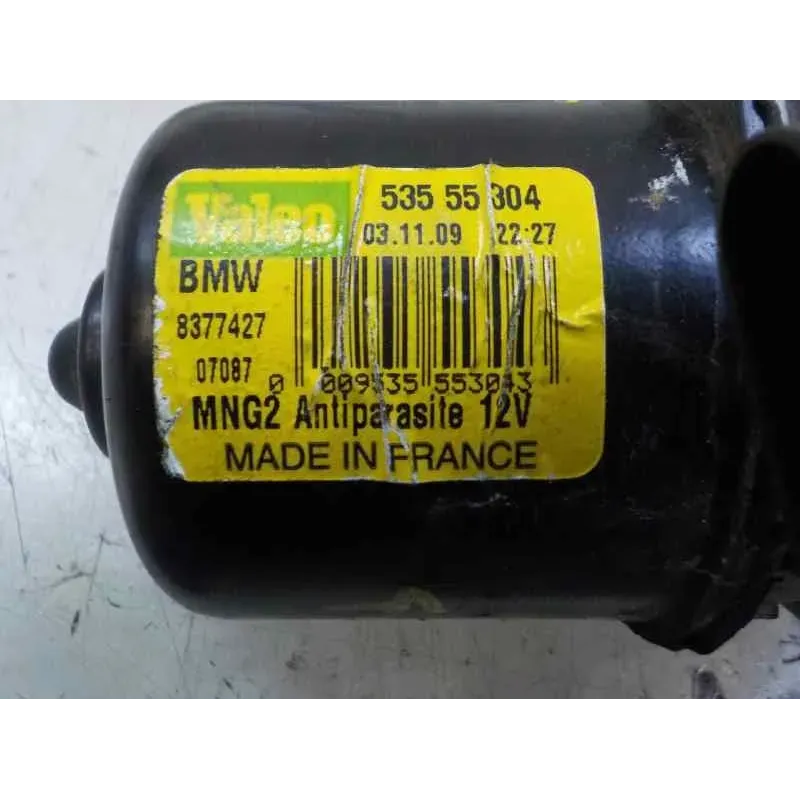 Valeo 535 55 304
03.11.09 22:27
BMW
8377427
07087 0 009535 553043
MNG2 Antiparasite 12V
MADE IN FRANCE